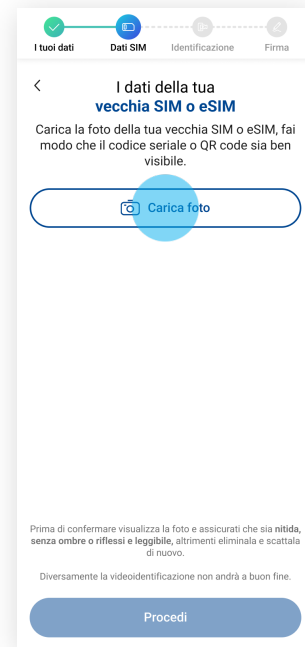 I tuoi dati
Dati SIM
Identificazione
Firma
I dati della tua
vecchia SIM o eSIM
Carica la foto della tua vecchia SIM o eSIM, fai
modo che il codice seriale o QR code sia ben
visibile.
Carica foto
Prima di confermare visualizza la foto e assicurati che sia nitida,
senza ombre o riflessi e leggibile, altrimenti eliminala e scattala
di nuovo.
Diversamente la videoidentificazione non andrà a buon fine.
Procedi